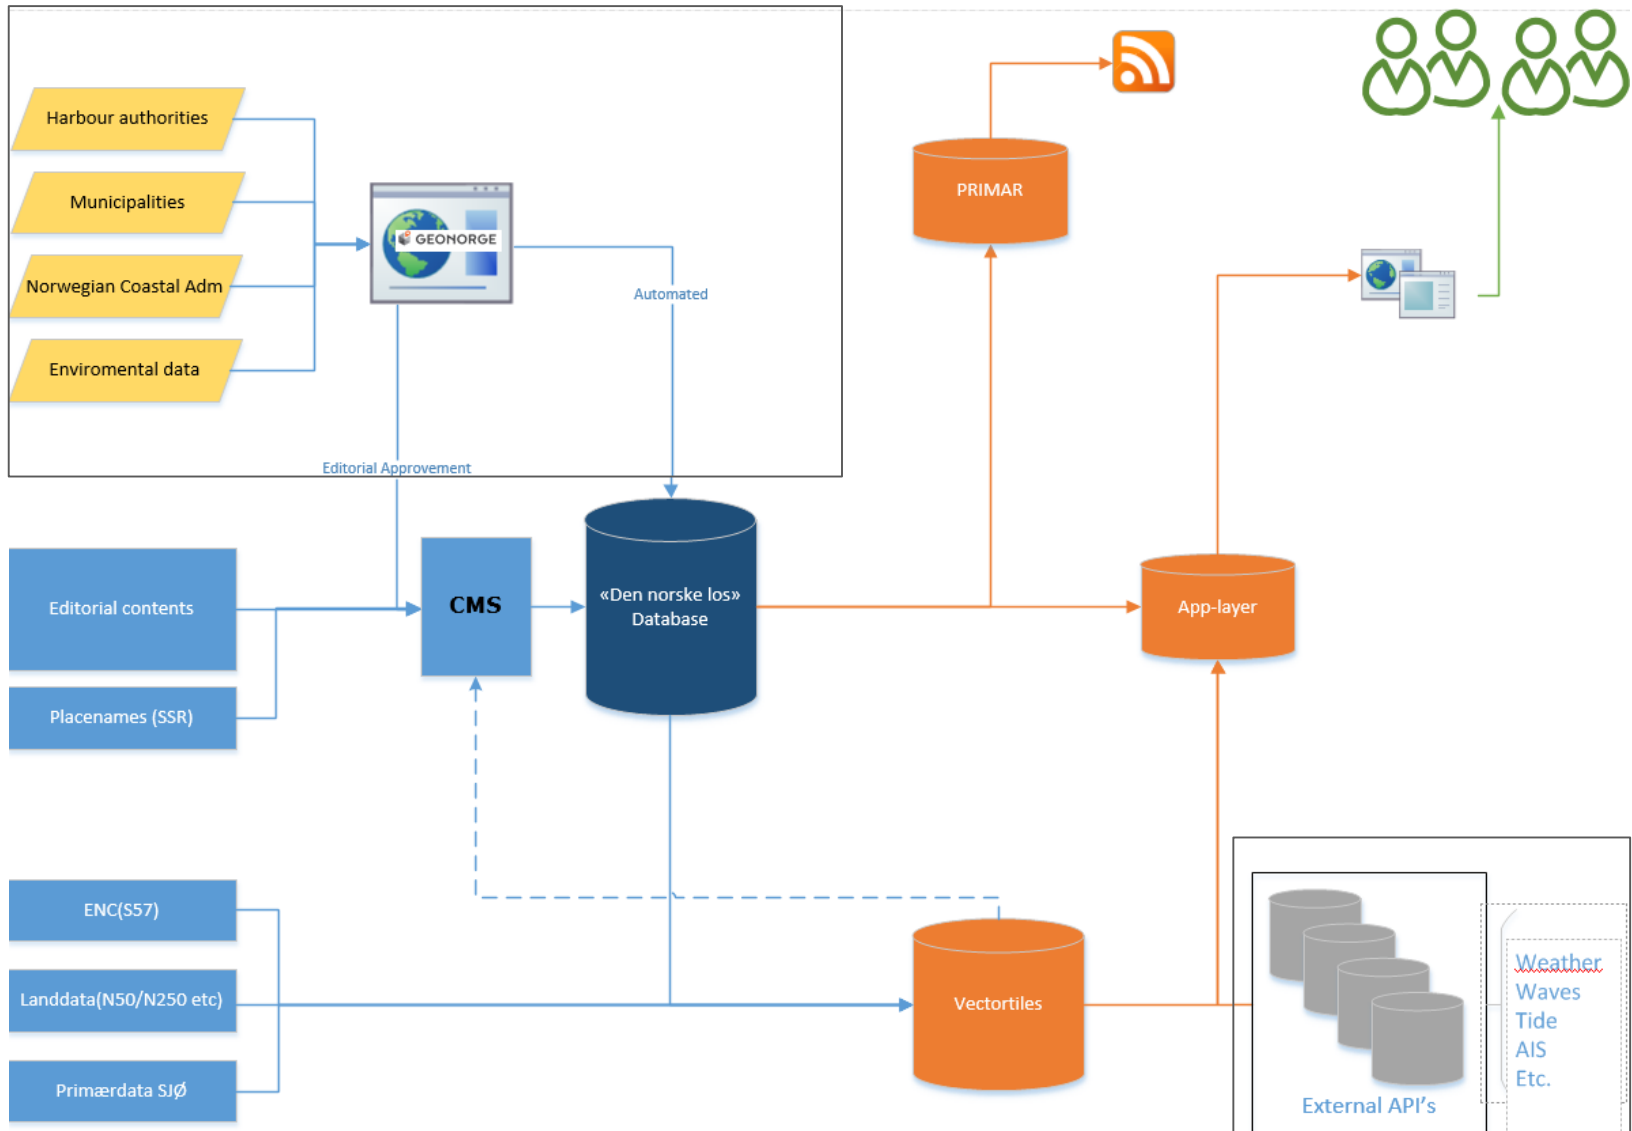 Harbour authorities
Municipalities
Norwegian Coastal Adm
Enviromental data
GEONORGE
Automated
Editorial Approvement
PRIMAR
Editorial contents
Placenames (SSR)
CMS
«Den norske los»
Database
App-layer
ENC(S57)
Landdata(N50/N250 etc)
Primærdata SJØ
Vectortiles
External API's
Weather
Waves
Tide
AIS
Etc.